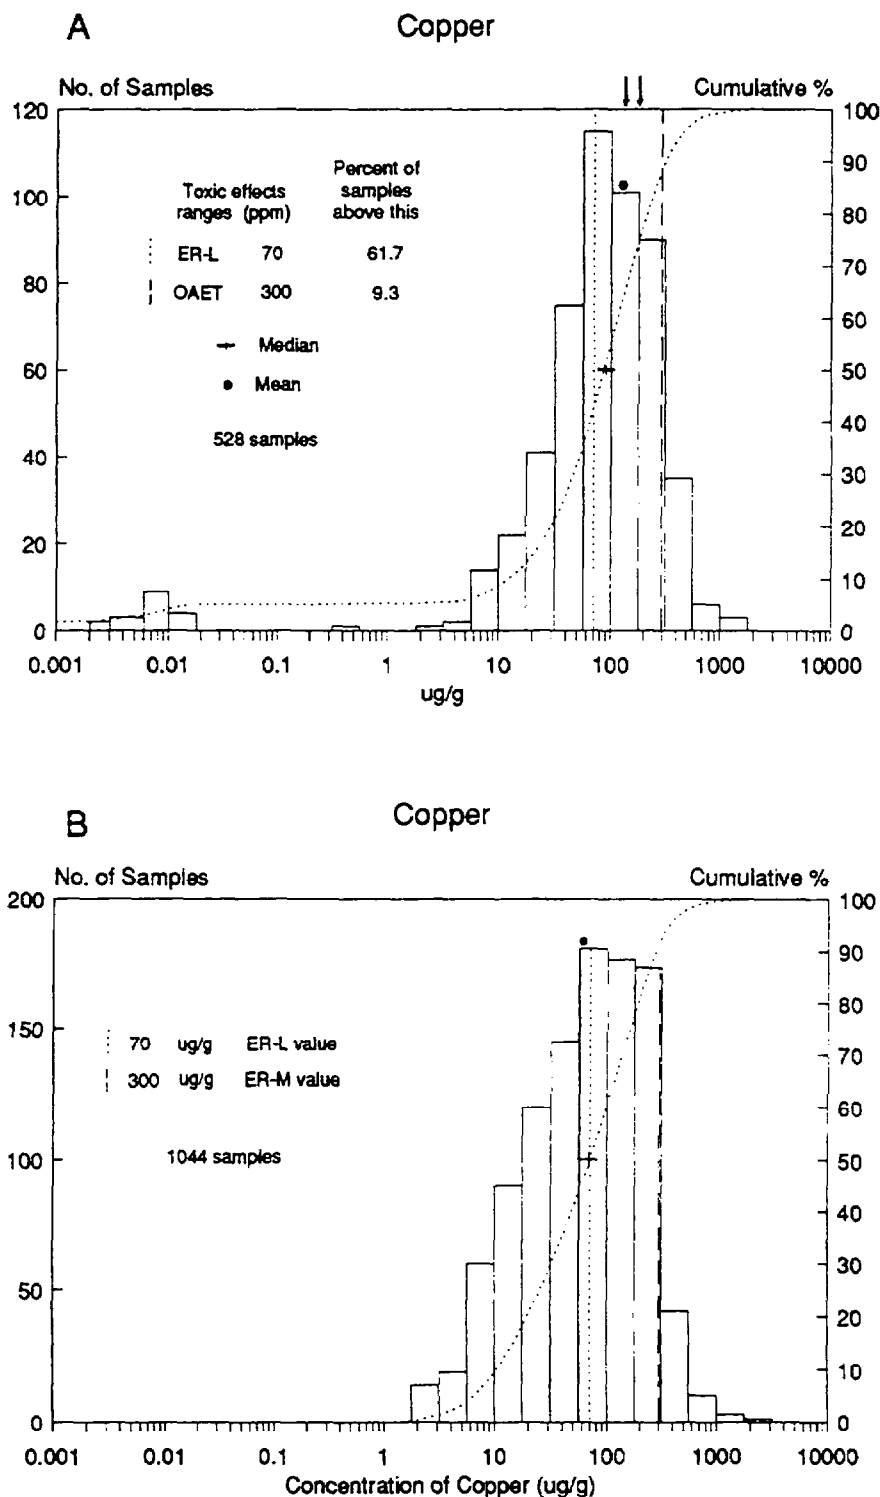 A
Copper
No. of Samples
Cumulative %
120
100
80
60
40
20
0
100
90
80
70
60
50
40
30
20
10
0
Toxic effects ranges (ppm)
Percent of samples above this
ER-L 70 61.7
OAET 300 9.3
Median
Mean
528 samples
0.001 0.01 0.1 1 10 100 1000 10000
ug/g
B
Copper
No. of Samples
Cumulative %
200
150
100
50
0
100
90
80
70
60
50
40
30
20
10
0
70 ug/g ER-L value
300 ug/g ER-M value
1044 samples
0.001 0.01 0.1 1 10 100 1000 10000
Concentration of Copper (ug/g)